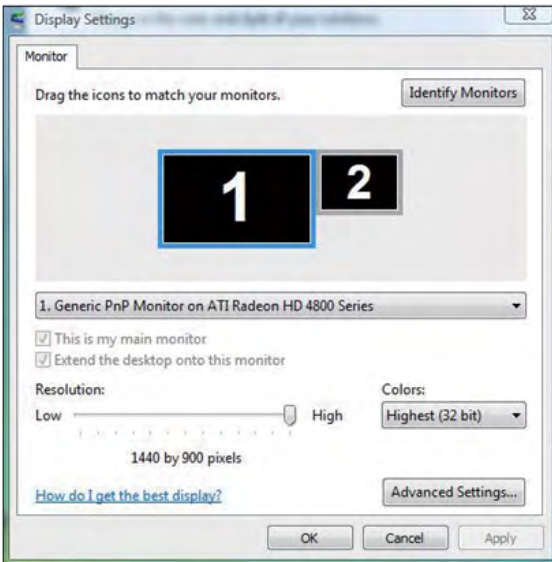 Display Settings
Monitor
Drag the icons to match your monitors.
Identify Monitors
1
2
1. Generic PnP Monitor on ATI Radeon HD 4800 Series
This is my main monitor
Extend the desktop onto this monitor
Resolution:
Colors:
Low
High
Highest (32 bit)
1440 by 900 pixels
How do I get the best display?
Advanced Settings...
OK
Cancel
Apply